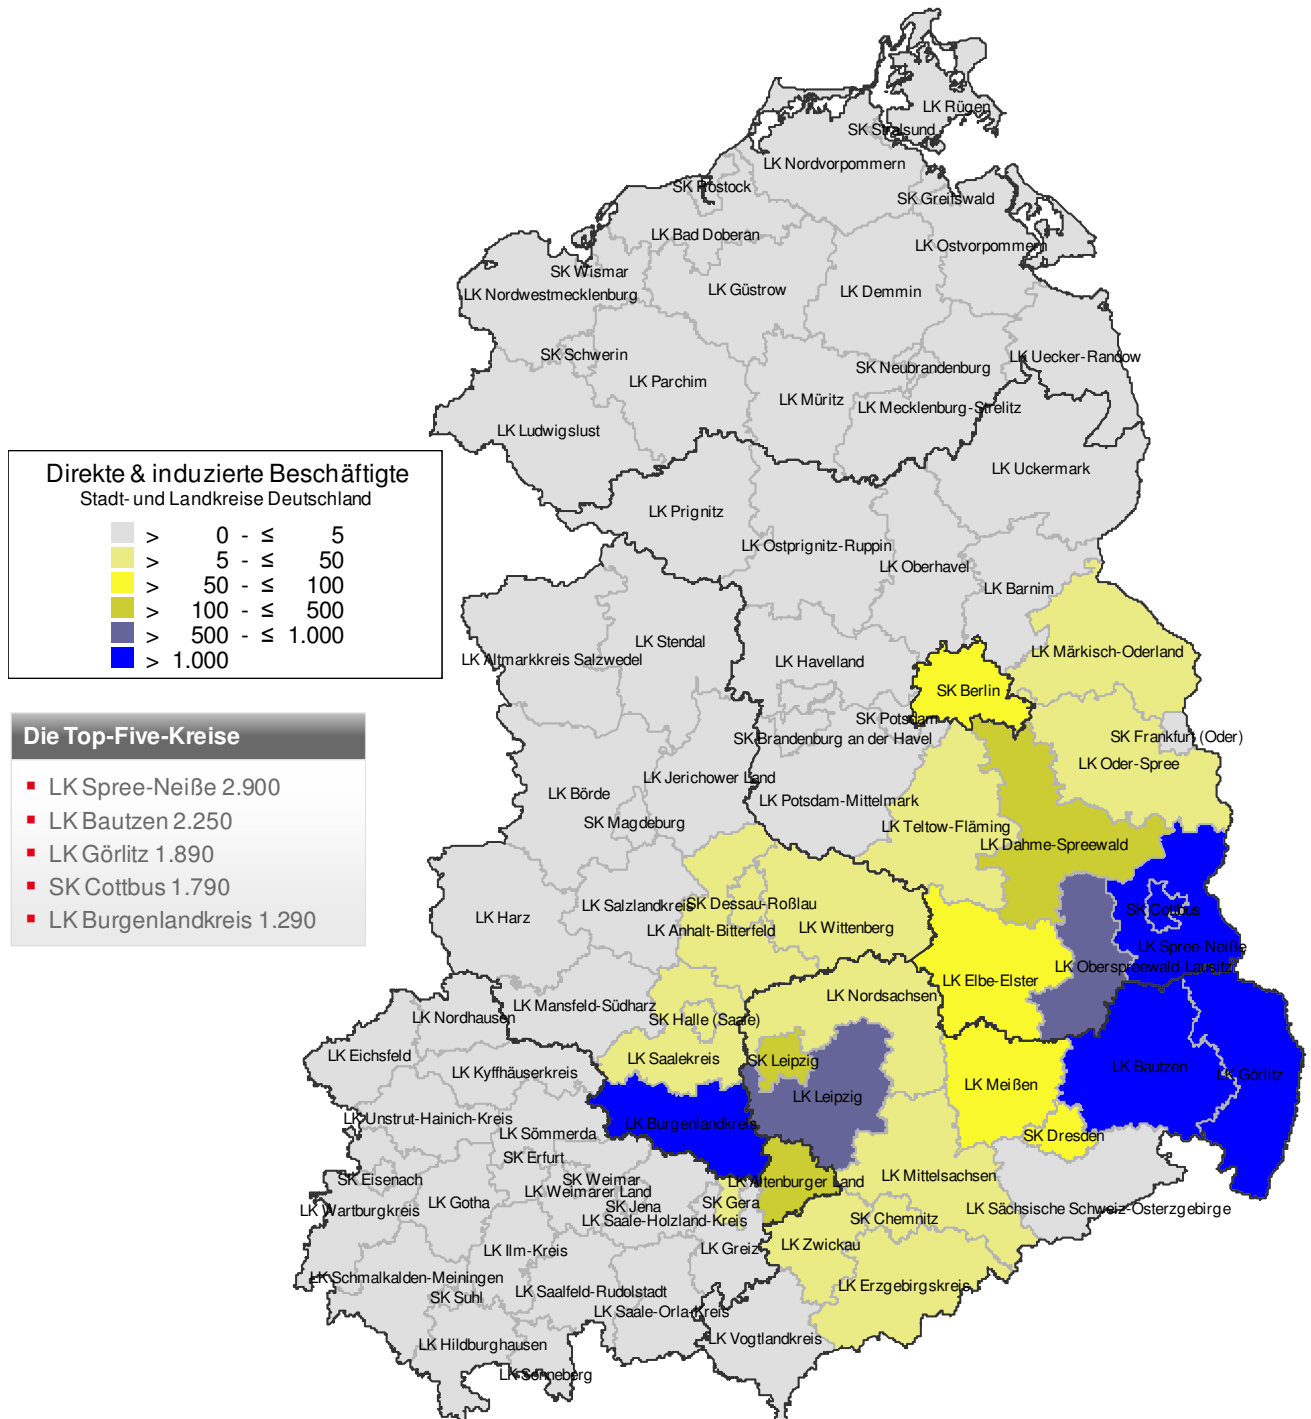 LK Rügen
SK Stralsund
LK Nordvorpommern
SK Rostock
SK Greifswald
LK Bad Doberan
LK Ostvorpommern
SK Wismar
LK Nordwestmecklenburg
LK Güstrow
LK Demmin
SK Schwerin
LK Uecker-Randow
SK Neubrandenburg
LK Parchim
LK Müritz
LK Mecklenburg-Strelitz
LK Ludwigslust
LK Uckermark
LK Prignitz
LK Ostprignitz-Ruppin
LK Oberhavel
LK Barnim
Direkte & induzierte Beschäftigte
Stadt- und Landkreise Deutschland
> 0 - ≤ 5
> 5 - ≤ 50
> 50 - ≤ 100
> 100 - ≤ 500
> 500 - ≤ 1.000
> 1.000
LK Stendal
LK Altmarkkreis Salzwedel
LK Havelland
LK Märkisch-Oderland
SK Berlin
SK Potsdam
SK Brandenburg an der Havel
SK Frankfurt (Oder)
LK Oder-Spree
LK Jerichower Land
LK Börde
LK Potsdam-Mittelmark
SK Magdeburg
LK Teltow-Fläming
LK Dahme-Spreewald
Die Top-Five-Kreise
LK Spree-Neiße 2.900
LK Bautzen 2.250
LK Görlitz 1.890
SK Cottbus 1.790
LK Burgenlandkreis 1.290
LK Harz
LK Salzlandkreis
SK Dessau-Roßlau
LK Anhalt-Bitterfeld
LK Wittenberg
SK Cottbus
LK Spree-Neiße
LK Oberspreewald-Lausitz
LK Elbe-Elster
LK Nordsachsen
LK Mansfeld-Südharz
LK Nordhausen
SK Halle (Saale)
LK Eichsfeld
LK Saalekreis
SK Leipzig
LK Kyffhäuserkreis
LK Bautzen
LK Görlitz
LK Meißen
LK Leipzig
LK Unstrut-Hainich-Kreis
LK Burgenlandkreis
LK Sömmerda
SK Dresden
SK Erfurt
SK Eisenach
SK Weimar
LK Altenburger Land
LK Mittelsachsen
LK Weimarer Land
LK Gotha
SK Jena
SK Gera
LK Wartburgkreis
LK Saale-Holzland-Kreis
SK Chemnitz
LK Sächsische Schweiz-Osterzgebirge
LK Ilm-Kreis
LK Greiz
LK Zwickau
LK Schmalkalden-Meiningen
LK Erzgebirgskreis
SK Suhl
LK Saalfeld-Rudolstadt
LK Saale-Orla-Kreis
LK Vogtlandkreis
LK Hildburghausen
LK Sonneberg